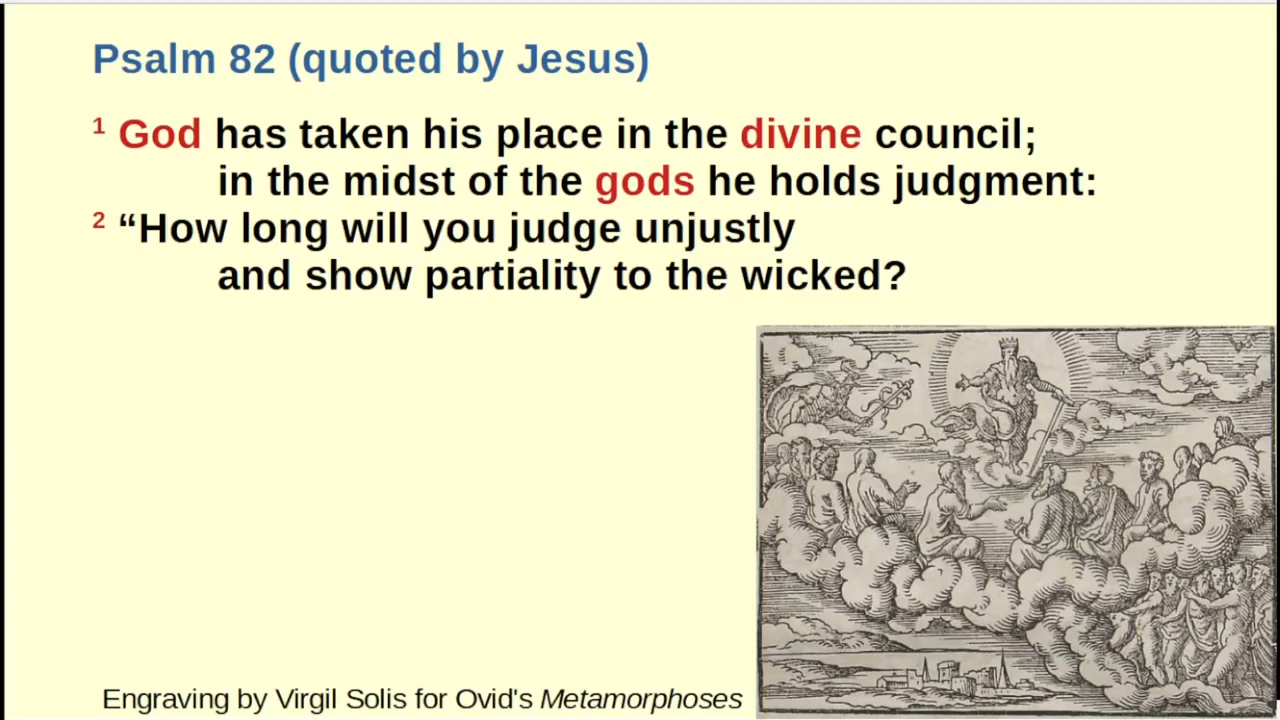 Psalm 82 (quoted by Jesus)
1 God has taken his place in the divine council;
in the midst of the gods he holds judgment:
2 “How long will you judge unjustly
and show partiality to the wicked?
Engraving by Virgil Solis for Ovid's Metamorphoses